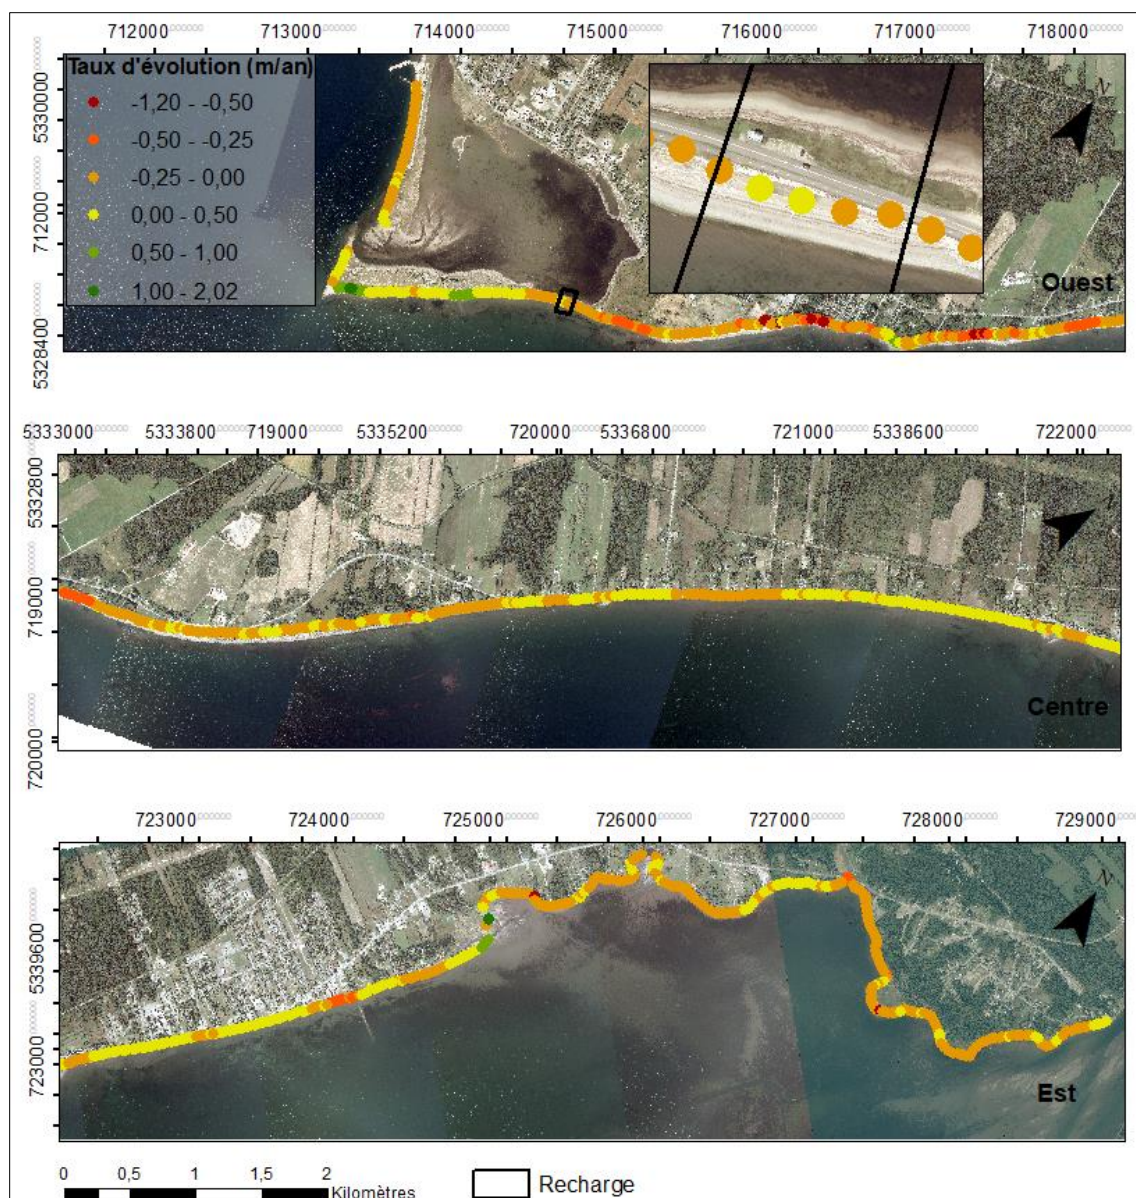 712000 713000 714000 715000 716000 717000 718000
Taux d'évolution (m/an)
-1,20 - -0,50
-0,50 - -0,25
-0,25 - 0,00
0,00 - 0,50
0,50 - 1,00
1,00 - 2,02
5330000
712000
5328400
N
Ouest
5333000 5333800 719000 5335200 720000 5336800 721000 5338600 722000
5332800
719000
720000
Centre
723000 724000 725000 726000 727000 728000 729000
5339600
723000
N
Est
0 0,5 1 1,5 2
Kilomètres
Recharge